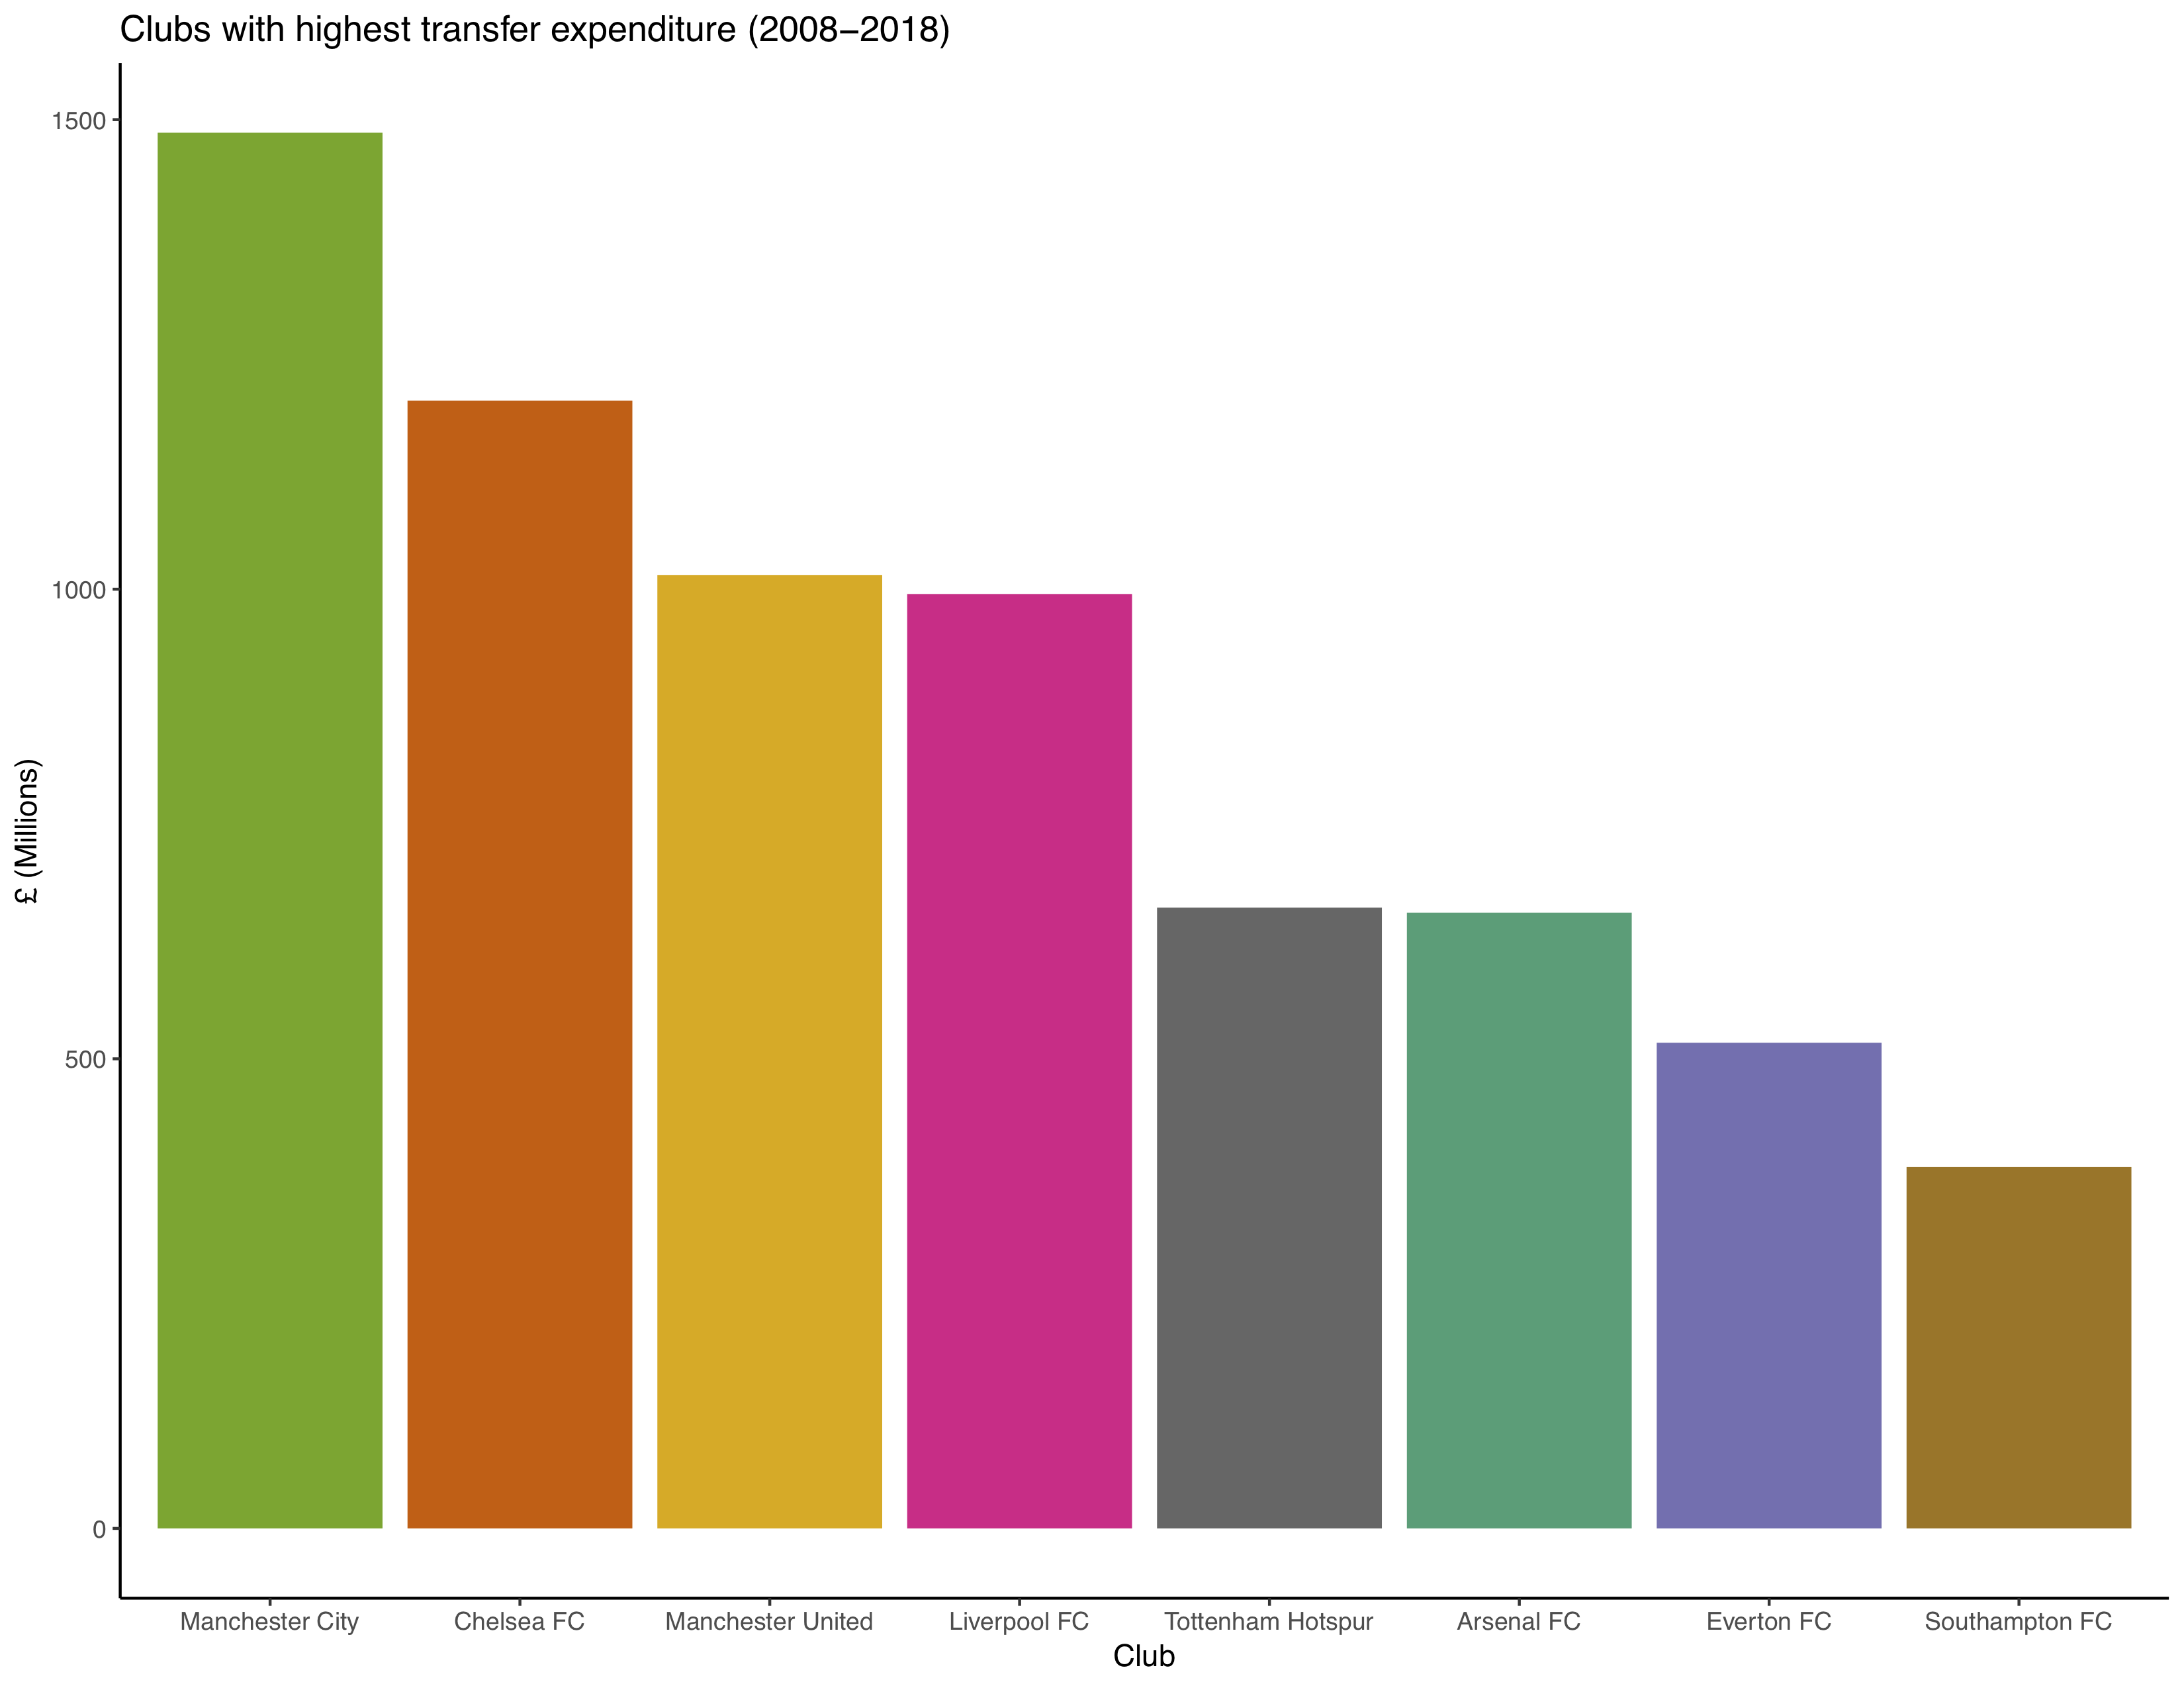 Clubs with highest transfer expenditure (2008−2018)
1500
1000
500
0
£ (Millions)
Manchester City
Chelsea FC
Manchester United
Liverpool FC
Tottenham Hotspur
Arsenal FC
Everton FC
Southampton FC
Club